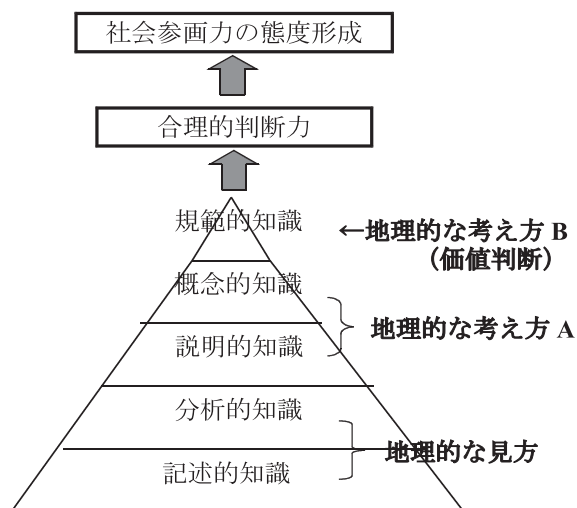 社会参画力の態度形成
合理的判断力
規範的知識
←地理的な考え方 B
(価値判断)
概念的知識
地理的な考え方 A
説明的知識
分析的知識
地理的な見方
記述的知識